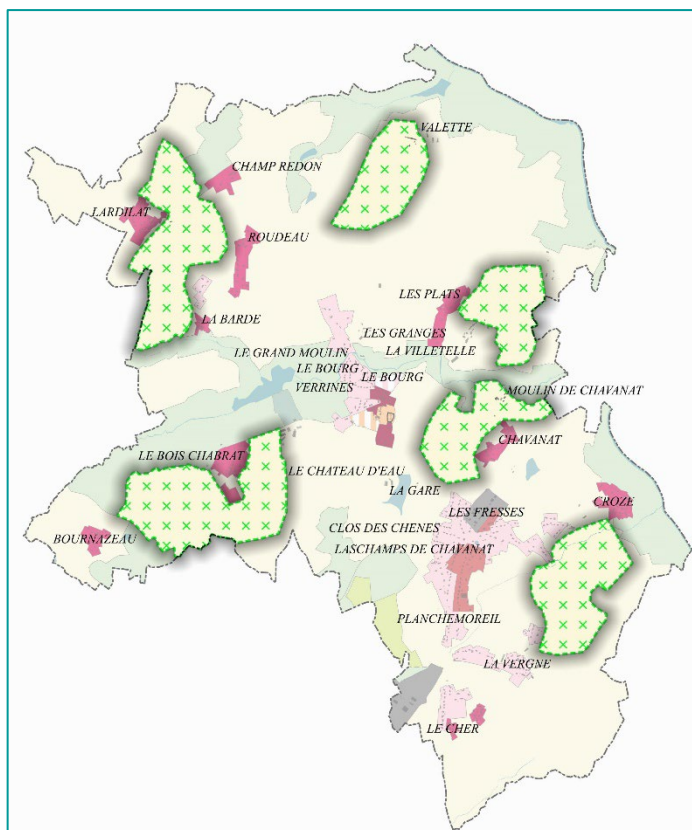 VALETTE
CHAMP REDON
LARDILAT
ROUDEAU
LES PLATS
LA BARDE
LES GRANGES
LE GRAND MOULIN
LA VILLETELLE
LE BOURG
LE BOURG
VERRINES
MOULIN DE CHAVANAT
CHAVANAT
LE BOIS CHABRAT
LE CHATEAU D'EAU
LA GARE
CROZE
LES FRESSES
CLOS DES CHENES
BOURNAZEAU
LASCHAMPS DE CHAVANAT
PLANCHEMOREIL
LA VERGNE
LE CHER